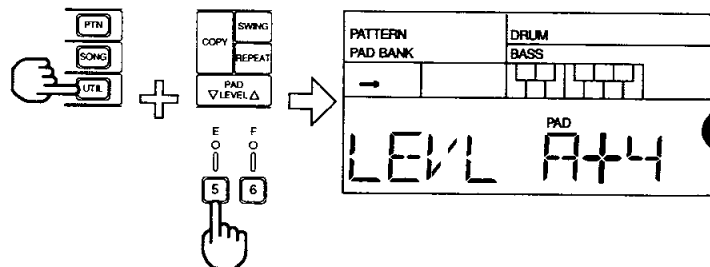 PTN
SONG
UTIL
COPY
SWING
REPEAT
PAD
▽LEVEL△
E F
5 6
PATTERN
PAD BANK
DRUM
BASS
→
PAD
LEVL A+4